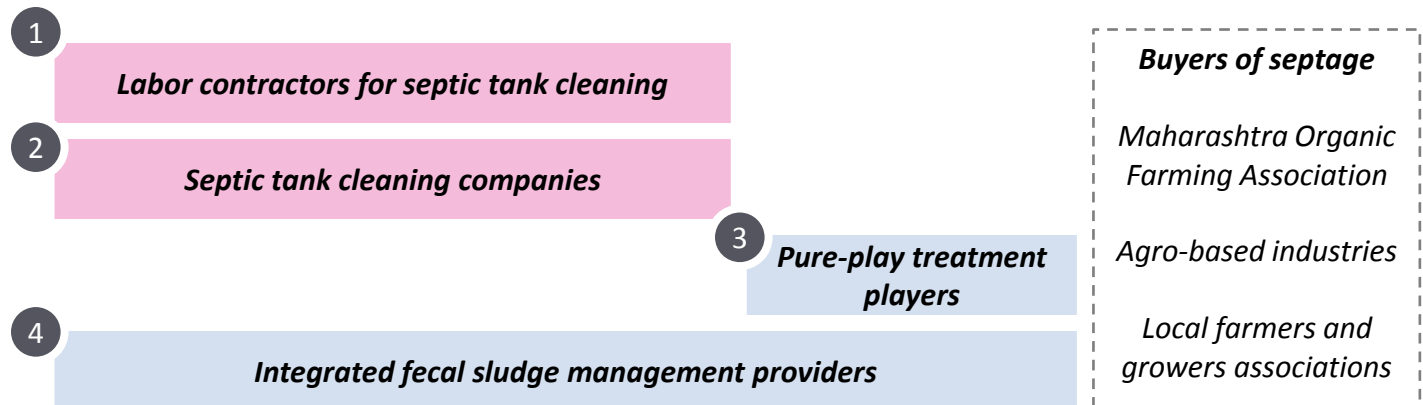 1
Labor contractors for septic tank cleaning
2
Septic tank cleaning companies
3
Pure-play treatment
players
4
Integrated fecal sludge management providers
Buyers of septage
Maharashtra Organic
Farming Association
Agro-based industries
Local farmers and
growers associations